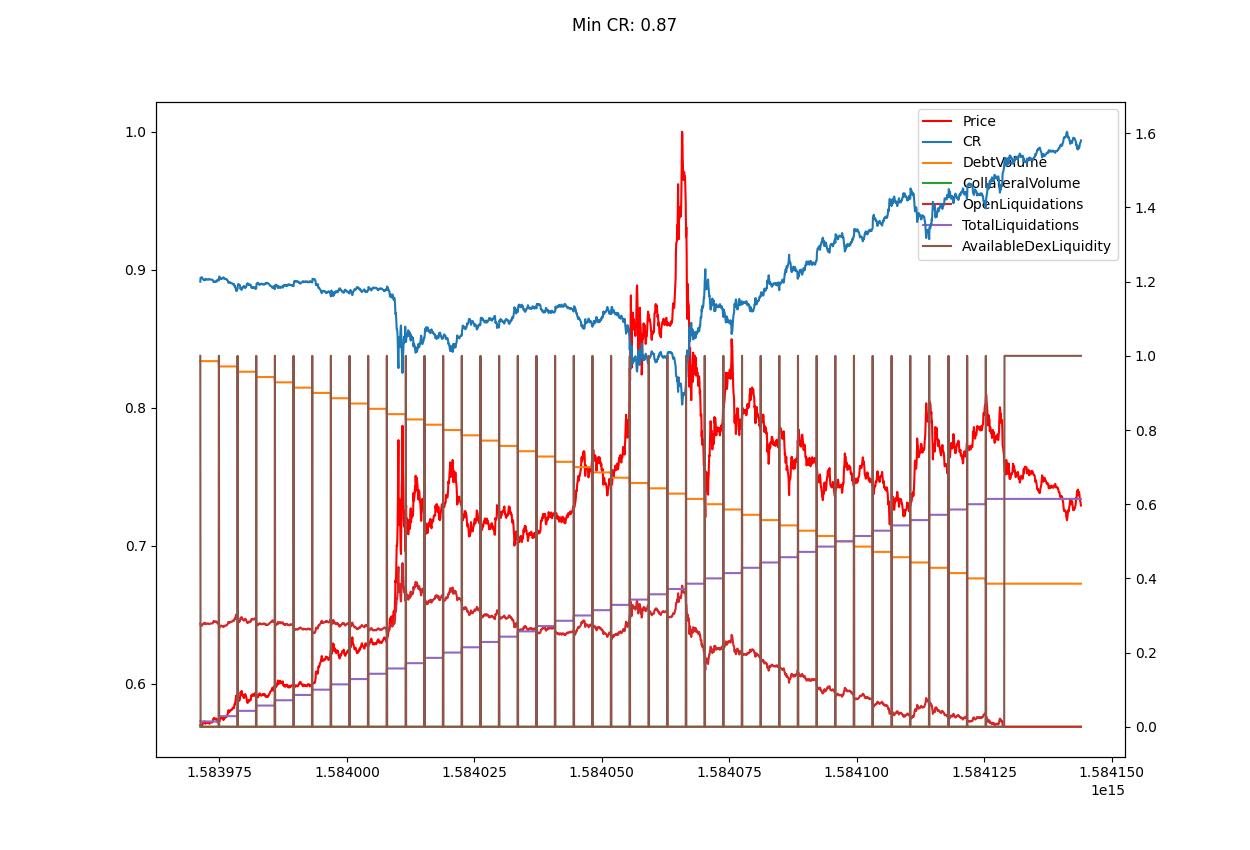 Min CR: 0.87
1.0
0.9
0.8
0.7
0.6
1.6
1.4
1.2
1.0
0.8
0.6
0.4
0.2
0.0
Price
CR
DebtVolume
CollateralVolume
OpenLiquidations
TotalLiquidations
AvailableDexLiquidity
1.583975 1.584000 1.584025 1.584050 1.584075 1.584100 1.584125 1.584150
1e15